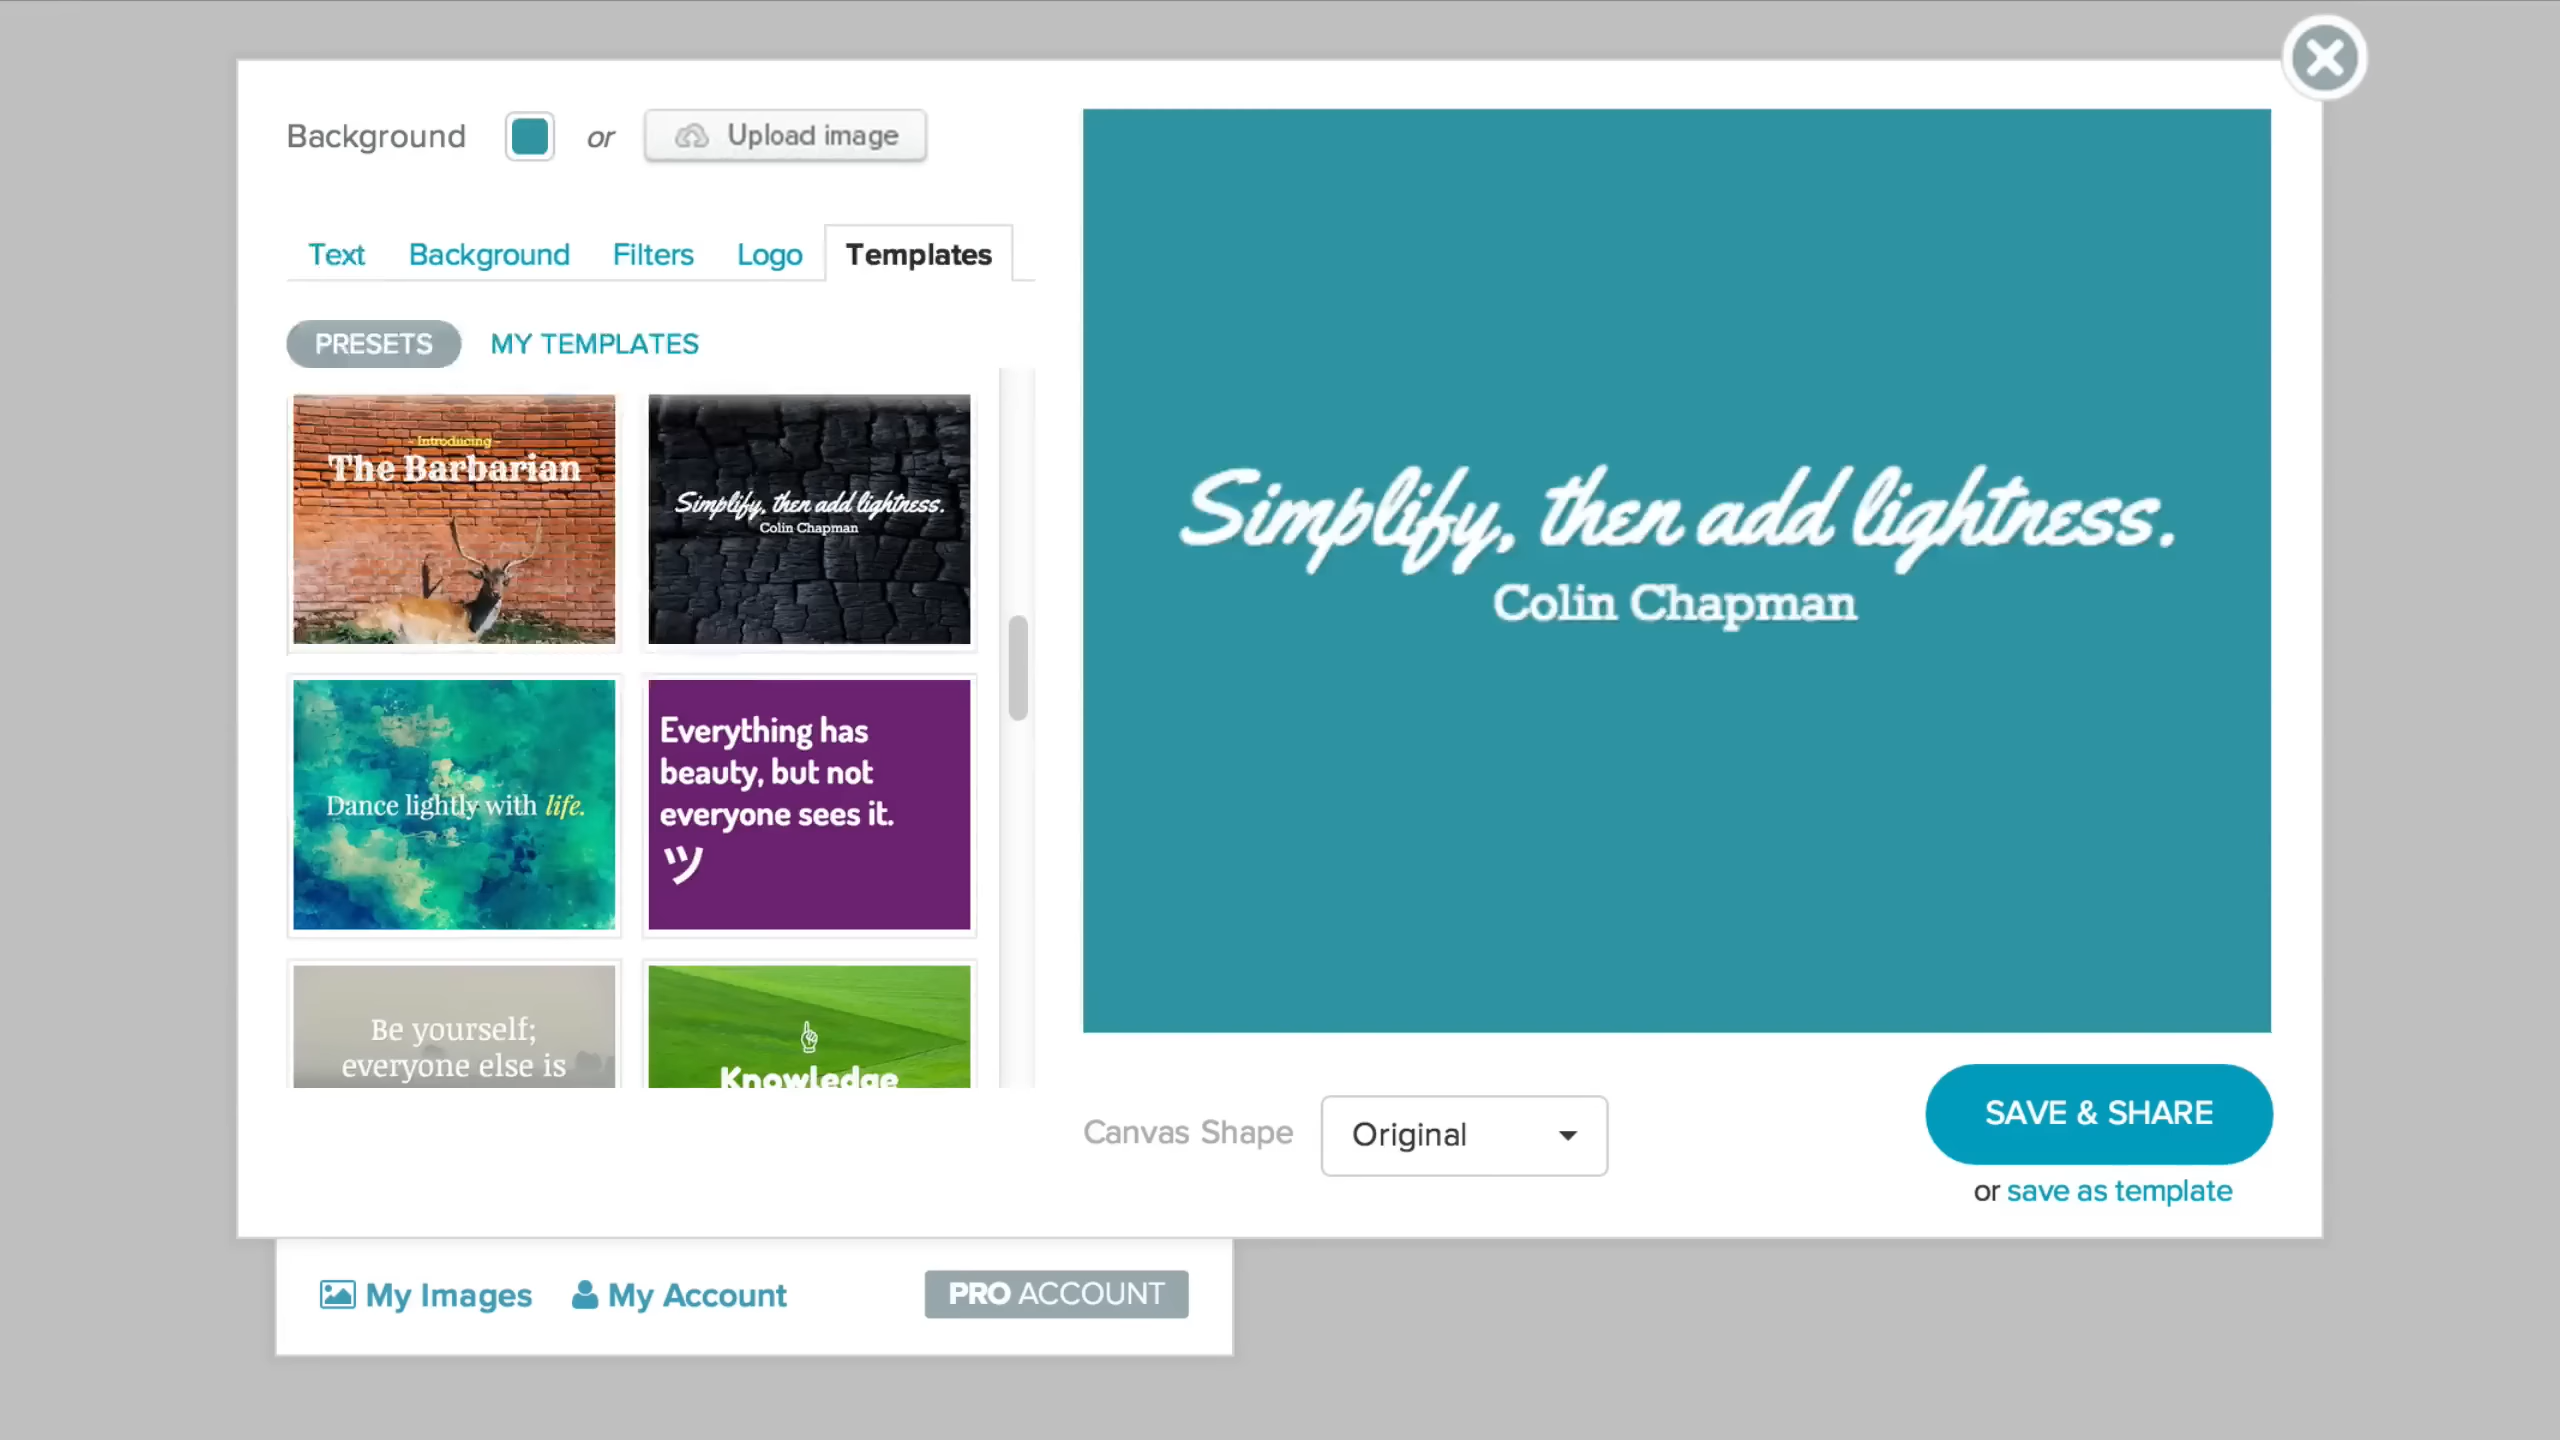 Background or Upload image
Text Background Filters Logo Templates
PRESETS MY TEMPLATES
- Introducing -
The Barbarian
Simplify, then add lightness.
Colin Chapman
Dance lightly with life.
Everything has
beauty, but not
everyone sees it.
ツ
Be yourself;
everyone else is
Knowledge
Simplify, then add lightness.
Colin Chapman
Canvas Shape Original
SAVE & SHARE
or save as template
My Images My Account PRO ACCOUNT